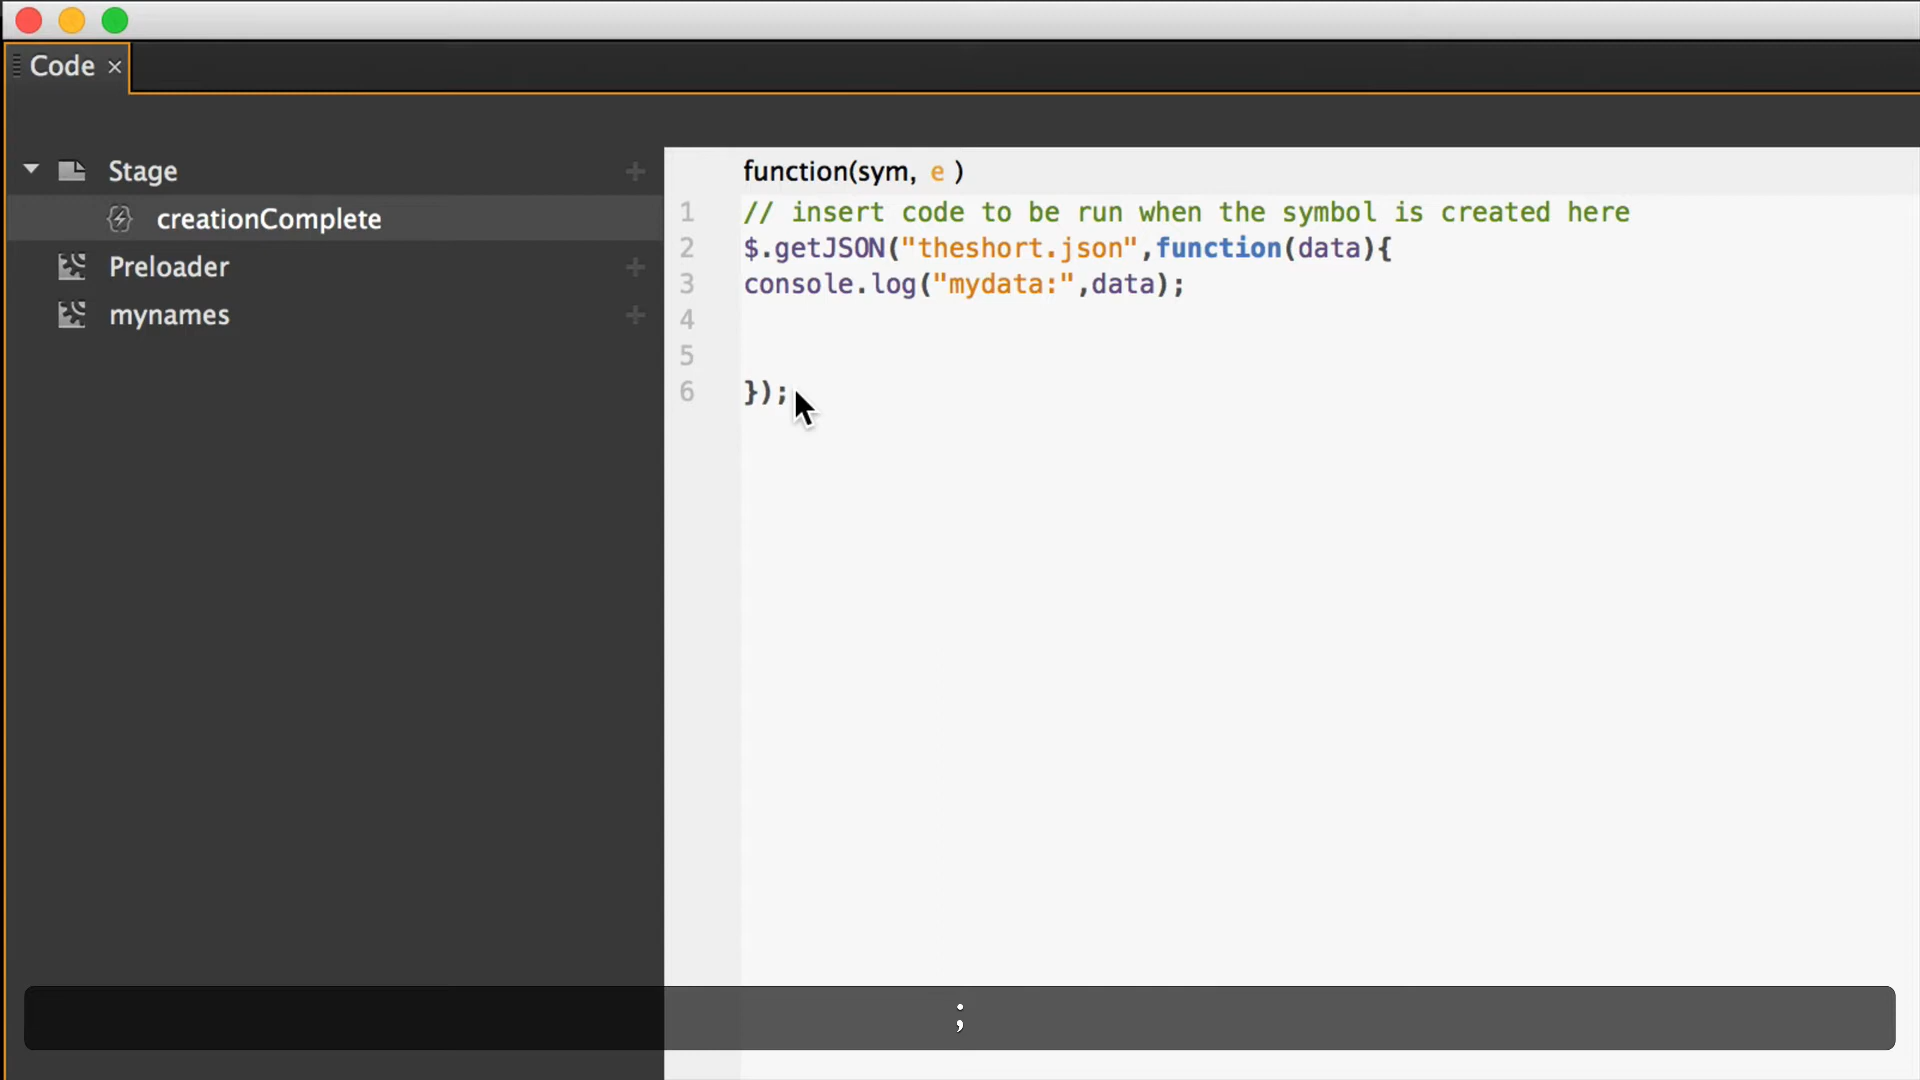 Code ×
Stage +
creationComplete
Preloader +
mynames +
function(sym, e )
1 // insert code to be run when the symbol is created here
2 $.getJSON("theshort.json",function(data){
3 console.log("mydata:",data);
4
5
6 });
;